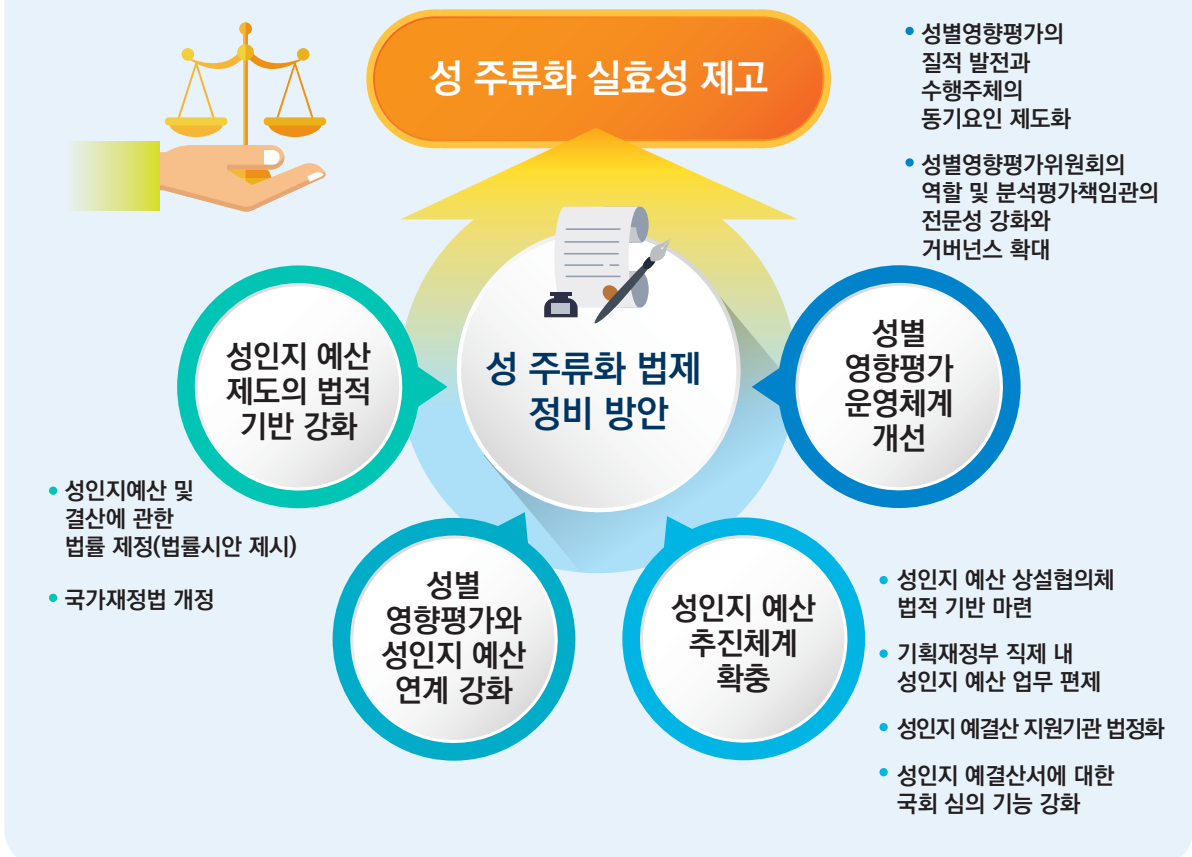 성 주류화 실효성 제고
• 성별영향평가의
질적 발전과
수행주체의
동기요인 제도화
• 성별영향평가위원회의
역할 및 분석평가책임관의
전문성 강화와
거버넌스 확대
성 주류화 법제
정비 방안
성인지 예산
제도의 법적
기반 강화
성별
영향평가
운영체계
개선
• 성인지예산 및
결산에 관한
법률 제정(법률시안 제시)
• 국가재정법 개정
성별
영향평가와
성인지 예산
연계 강화
성인지 예산
추진체계
확충
• 성인지 예산 상설협의체
법적 기반 마련
• 기획재정부 직제 내
성인지 예산 업무 편제
• 성인지 예결산 지원기관 법정화
• 성인지 예결산서에 대한
국회 심의 기능 강화